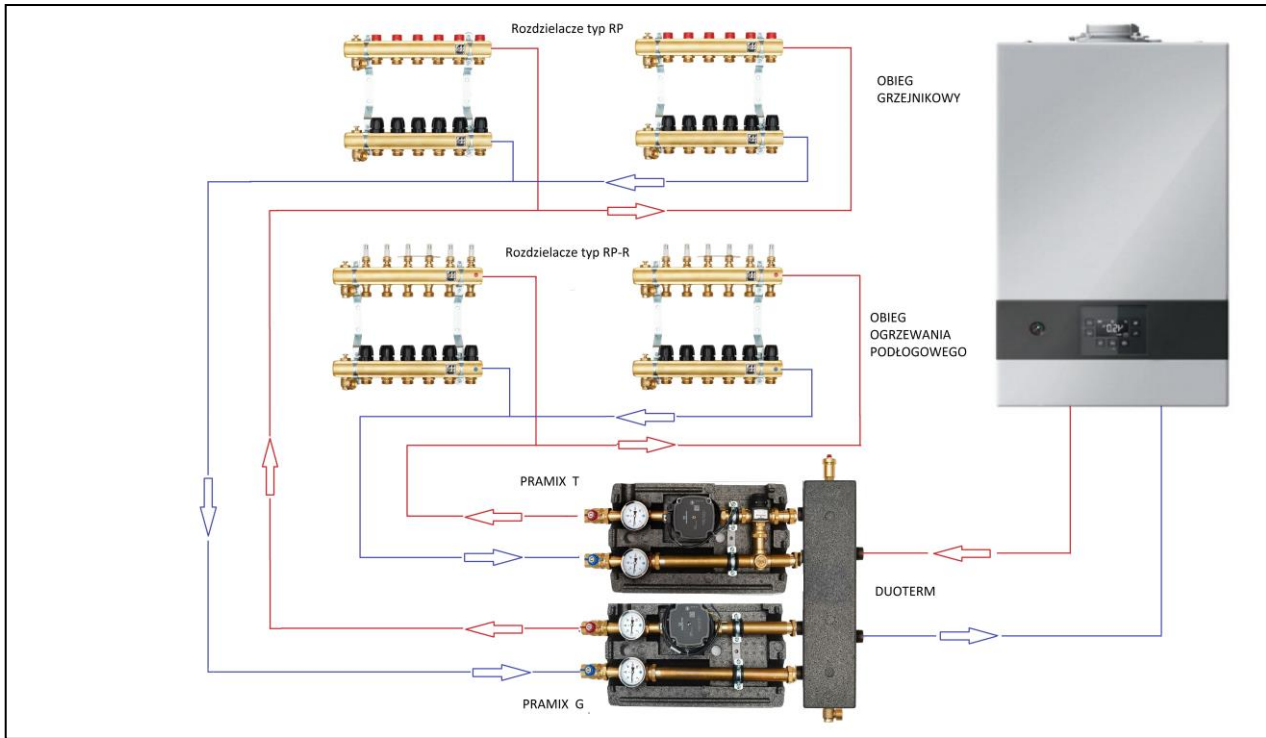 Rozdzielacze typ RP
OBIEG
GRZEJNIKOWY
Rozdzielacze typ RP-R
OBIEG
OGRZEWANIA
PODŁOGOWEGO
PRAMIX T
DUOTERM
PRAMIX G